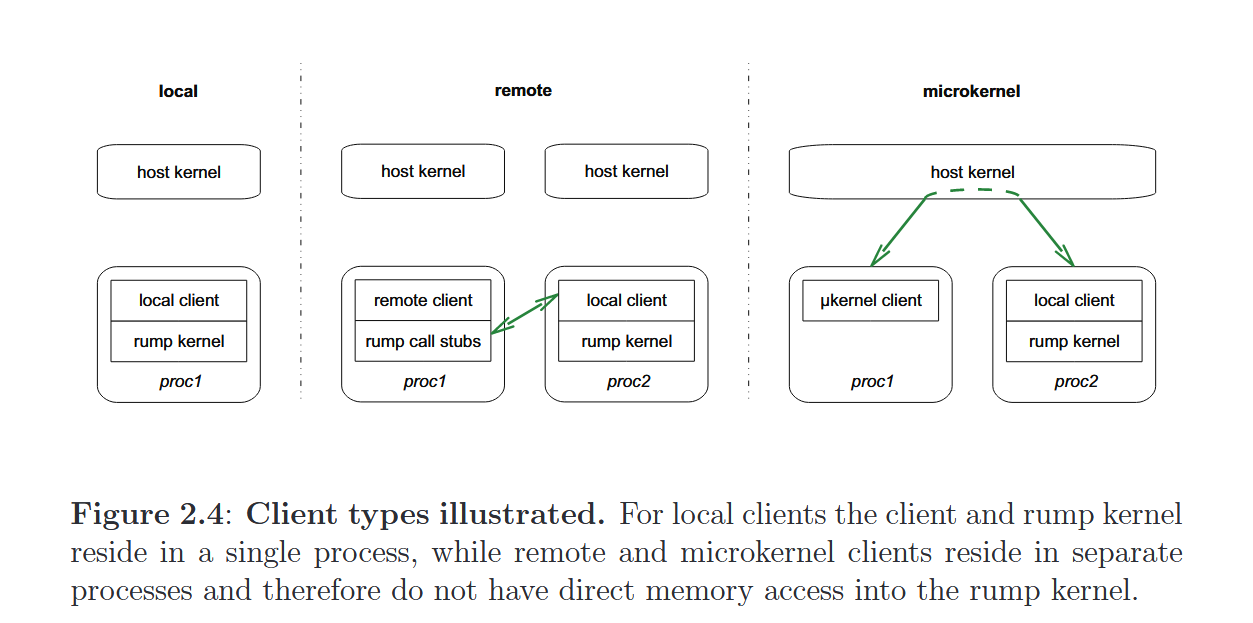 local
remote
microkernel
host kernel
host kernel
host kernel
host kernel
local client
rump kernel
proc1
remote client
rump call stubs
proc1
local client
rump kernel
proc2
µkernel client
proc1
local client
rump kernel
proc2
Figure 2.4: Client types illustrated. For local clients the client and rump kernel
reside in a single process, while remote and microkernel clients reside in separate
processes and therefore do not have direct memory access into the rump kernel.